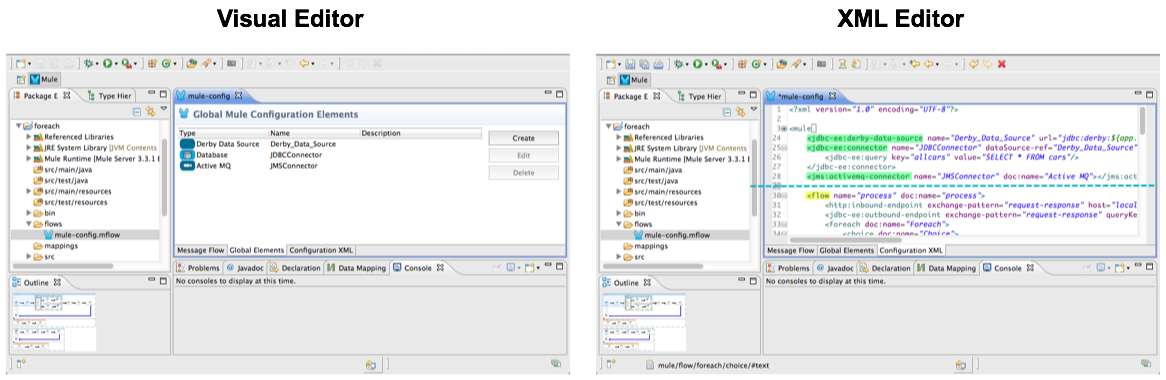 Visual Editor
Mule
Package E
Type Hier
foreach
Referenced Libraries
JRE System Library [JVM Contents
Mule Runtime [Mule Server 3.3.1 E
src/main/java
src/test/java
src/main/resources
src/test/resources
bin
flows
mule-config.mflow
mappings
src
Outline
mule-config
Global Mule Configuration Elements
Type Name Description
Derby Data Source Derby_Data_Source
Database JDBCConnector
Active MQ JMSConnector
Create
Edit
Delete
Message Flow Global Elements Configuration XML
Problems @ Javadoc Declaration Data Mapping Console
No consoles to display at this time.
XML Editor
Mule
Package E
Type Hier
foreach
Referenced Libraries
JRE System Library [JVM Contents
Mule Runtime [Mule Server 3.3.1 E
src/main/java
src/test/java
src/main/resources
src/test/resources
bin
flows
mule-config.mflow
mappings
src
Outline
*mule-config
1 <?xml version="1.0" encoding="UTF-8"?>
2
3 <mule
24 <jdbc-ee:derby-data-source name="Derby_Data_Source" url="jdbc:derby:${app.
25 <jdbc-ee:connector name="JDBCConnector" dataSource-ref="Derby_Data_Source"
26 <jdbc-ee:query key="allcars" value="SELECT * FROM cars"/>
27 </jdbc-ee:connector>
28 <jms:activemq-connector name="JMSConnector" doc:name="Active MQ"></jms:act
30 <flow name="process" doc:name="process">
31 <http:inbound-endpoint exchange-pattern="request-response" host="local
32 <jdbc-ee:outbound-endpoint exchange-pattern="request-response" queryKe
33 <foreach doc:name="Foreach">
34 <choice doc:name="Choice">
Message Flow Global Elements Configuration XML
Problems @ Javadoc Declaration Data Mapping Console
No consoles to display at this time.
mule/flow/foreach/choice/#text